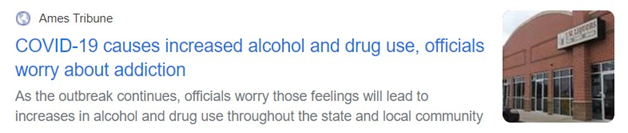 Ames Tribune
COVID-19 causes increased alcohol and drug use, officials
worry about addiction
As the outbreak continues, officials worry those feelings will lead to
increases in alcohol and drug use throughout the state and local community